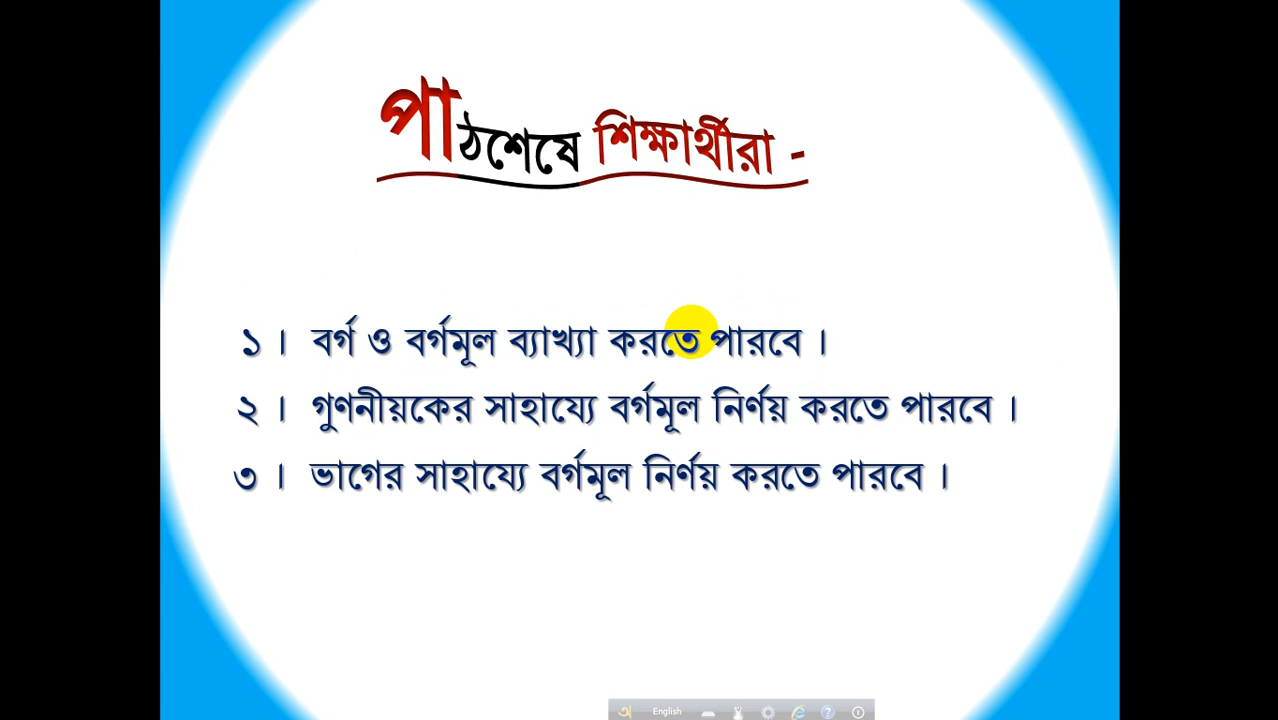 পাঠশেষে শিক্ষার্থীরা -
১। বর্গ ও বর্গমূল ব্যাখ্যা করতে পারবে।
২। গুণনীয়কের সাহায্যে বর্গমূল নির্ণয় করতে পারবে।
৩। ভাগের সাহায্যে বর্গমূল নির্ণয় করতে পারবে।
অ English